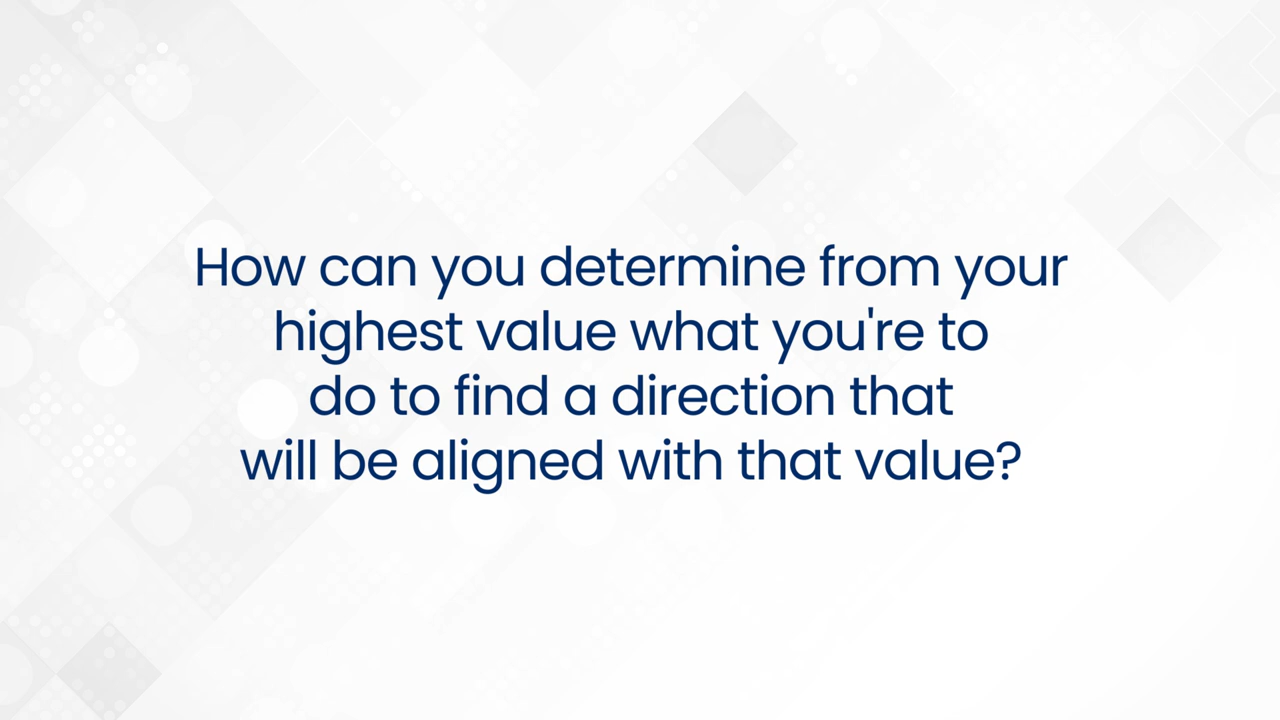 How can you determine from your
highest value what you're to
do to find a direction that
will be aligned with that value?